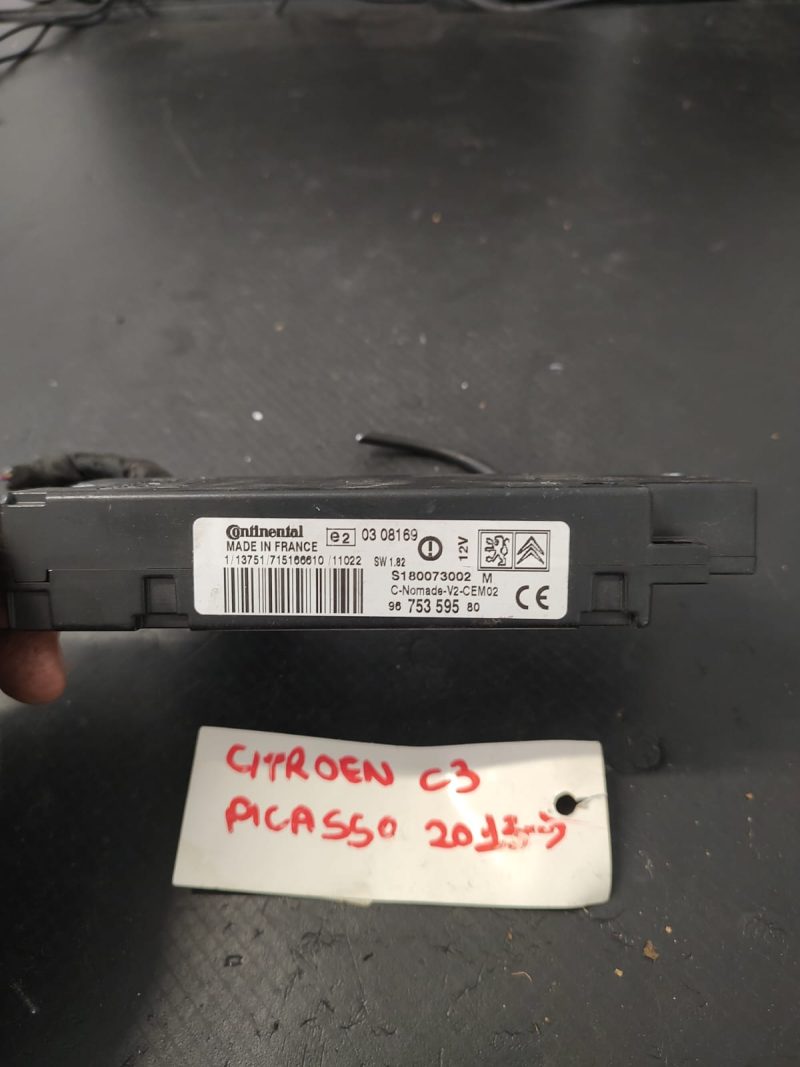 Continental e2 03 08169
MADE IN FRANCE 12V
1/13751/715166610/11022 SW 1.82
S180073002 M
C-Nomade-V2-CEM02
96 753 595 80 CE
CITROEN C3
PICASSO